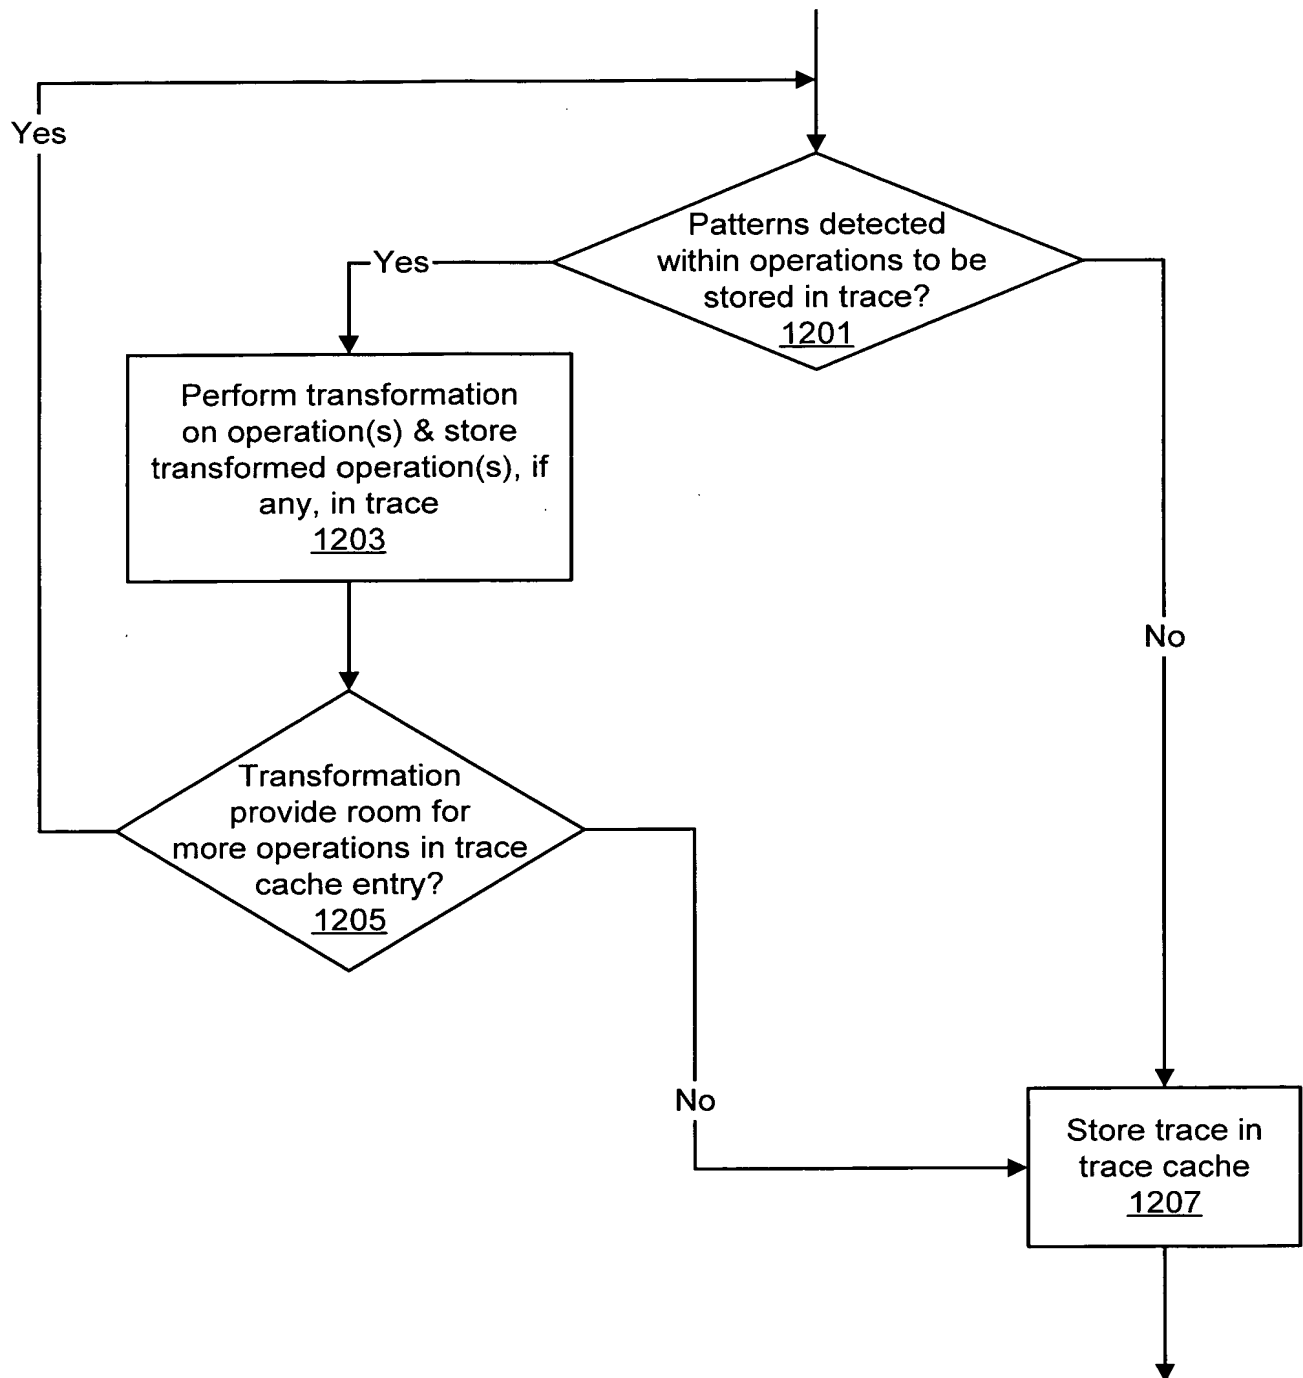 Yes
Patterns detected
within operations to be
stored in trace?
1201
Yes
Perform transformation
on operation(s) & store
transformed operation(s), if
any, in trace
1203
No
Transformation
provide room for
more operations in trace
cache entry?
1205
No
Store trace in
trace cache
1207